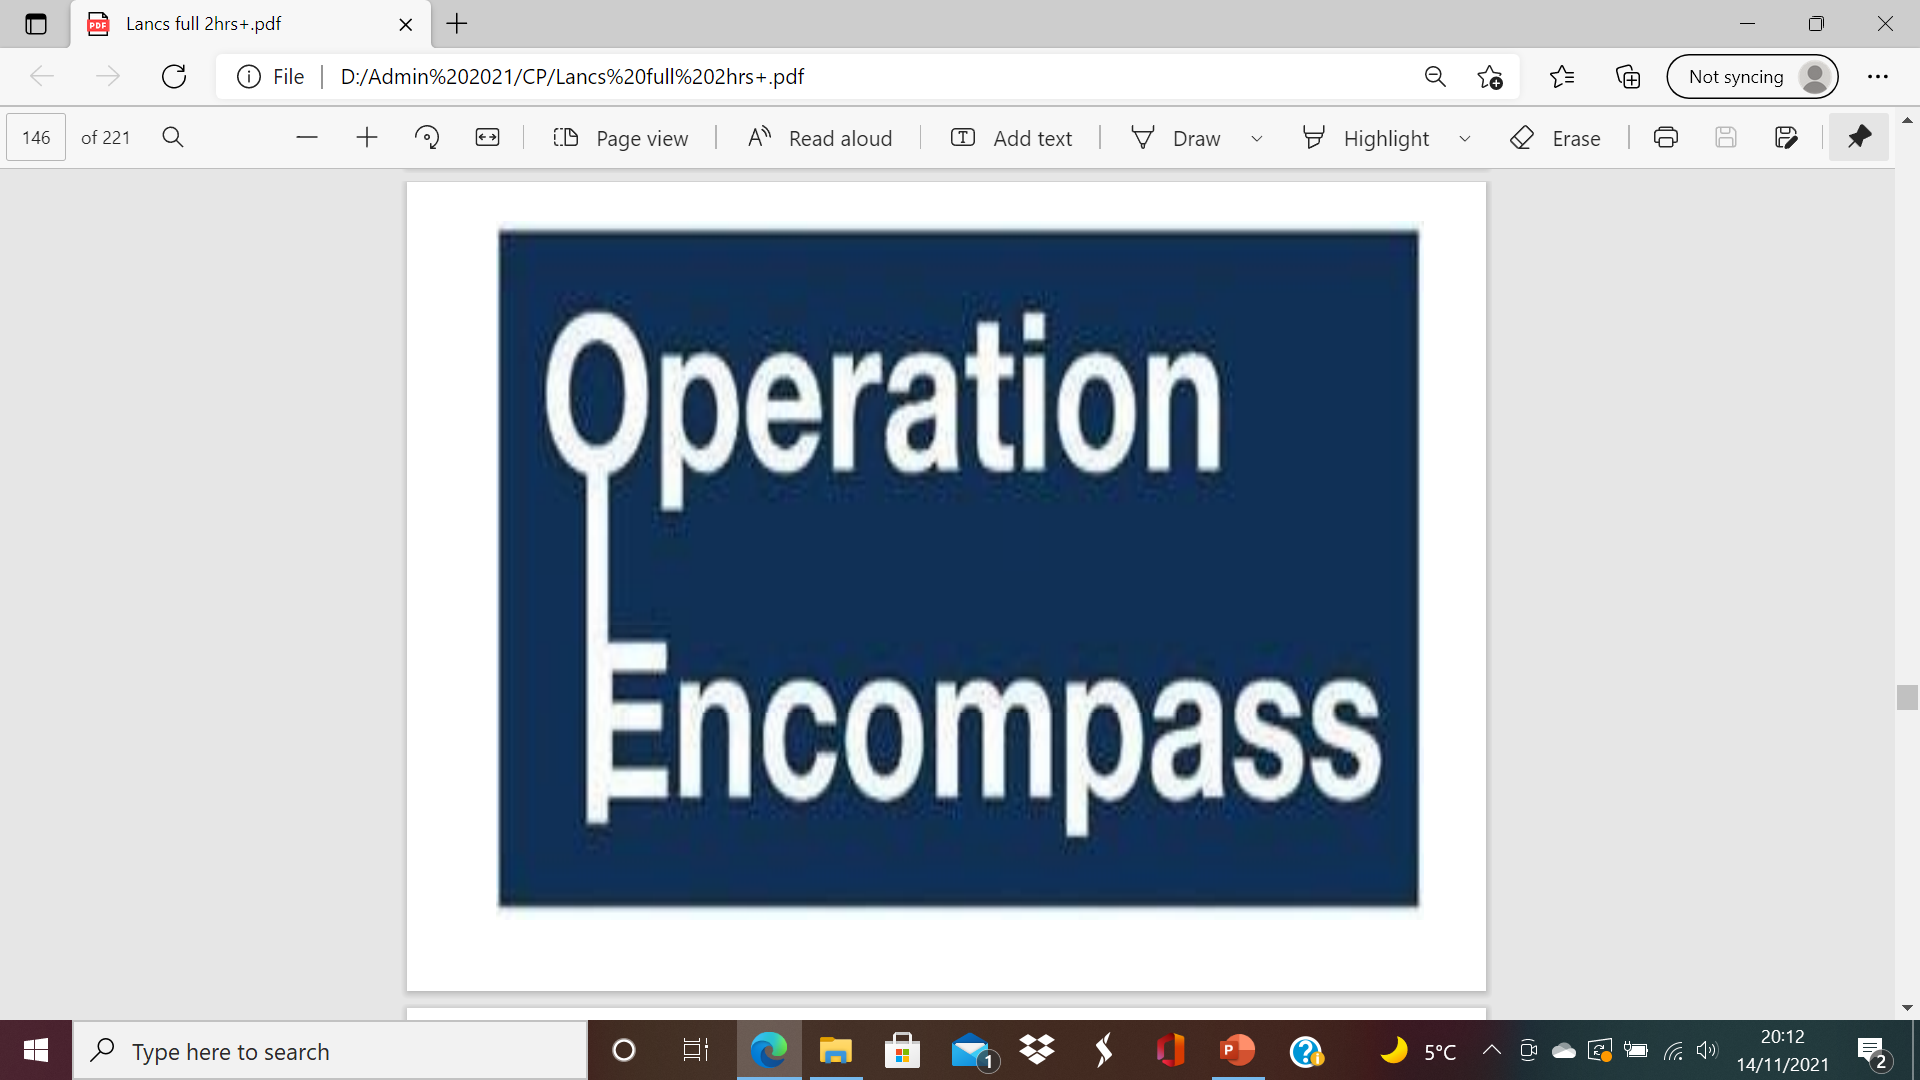 Lancs full 2hrs+.pdf
File
D:/Admin%202021/CP/Lancs%20full%202hrs+.pdf
Not syncing
146 of 221
Page view
Read aloud
Add text
Draw
Highlight
Erase
Operation
Encompass
Type here to search
1
5°C
20:12
14/11/2021
2